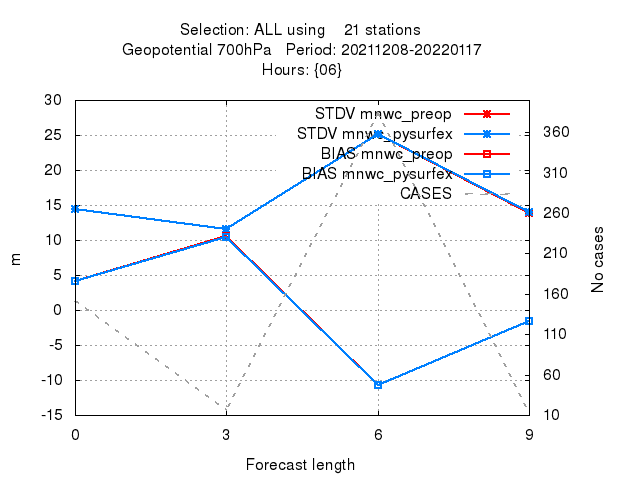 Selection: ALL using    21 stations
Geopotential 700hPa   Period: 20211208-20220117
Hours: {06}
30
25
20
15
10
5
0
-5
-10
-15
m
STDV mnwc_preop
STDV mnwc_pysurfex
BIAS mnwc_preop
BIAS mnwc_pysurfex
CASES
360
310
260
210
160
110
60
10
No cases
0
3
6
9
Forecast length